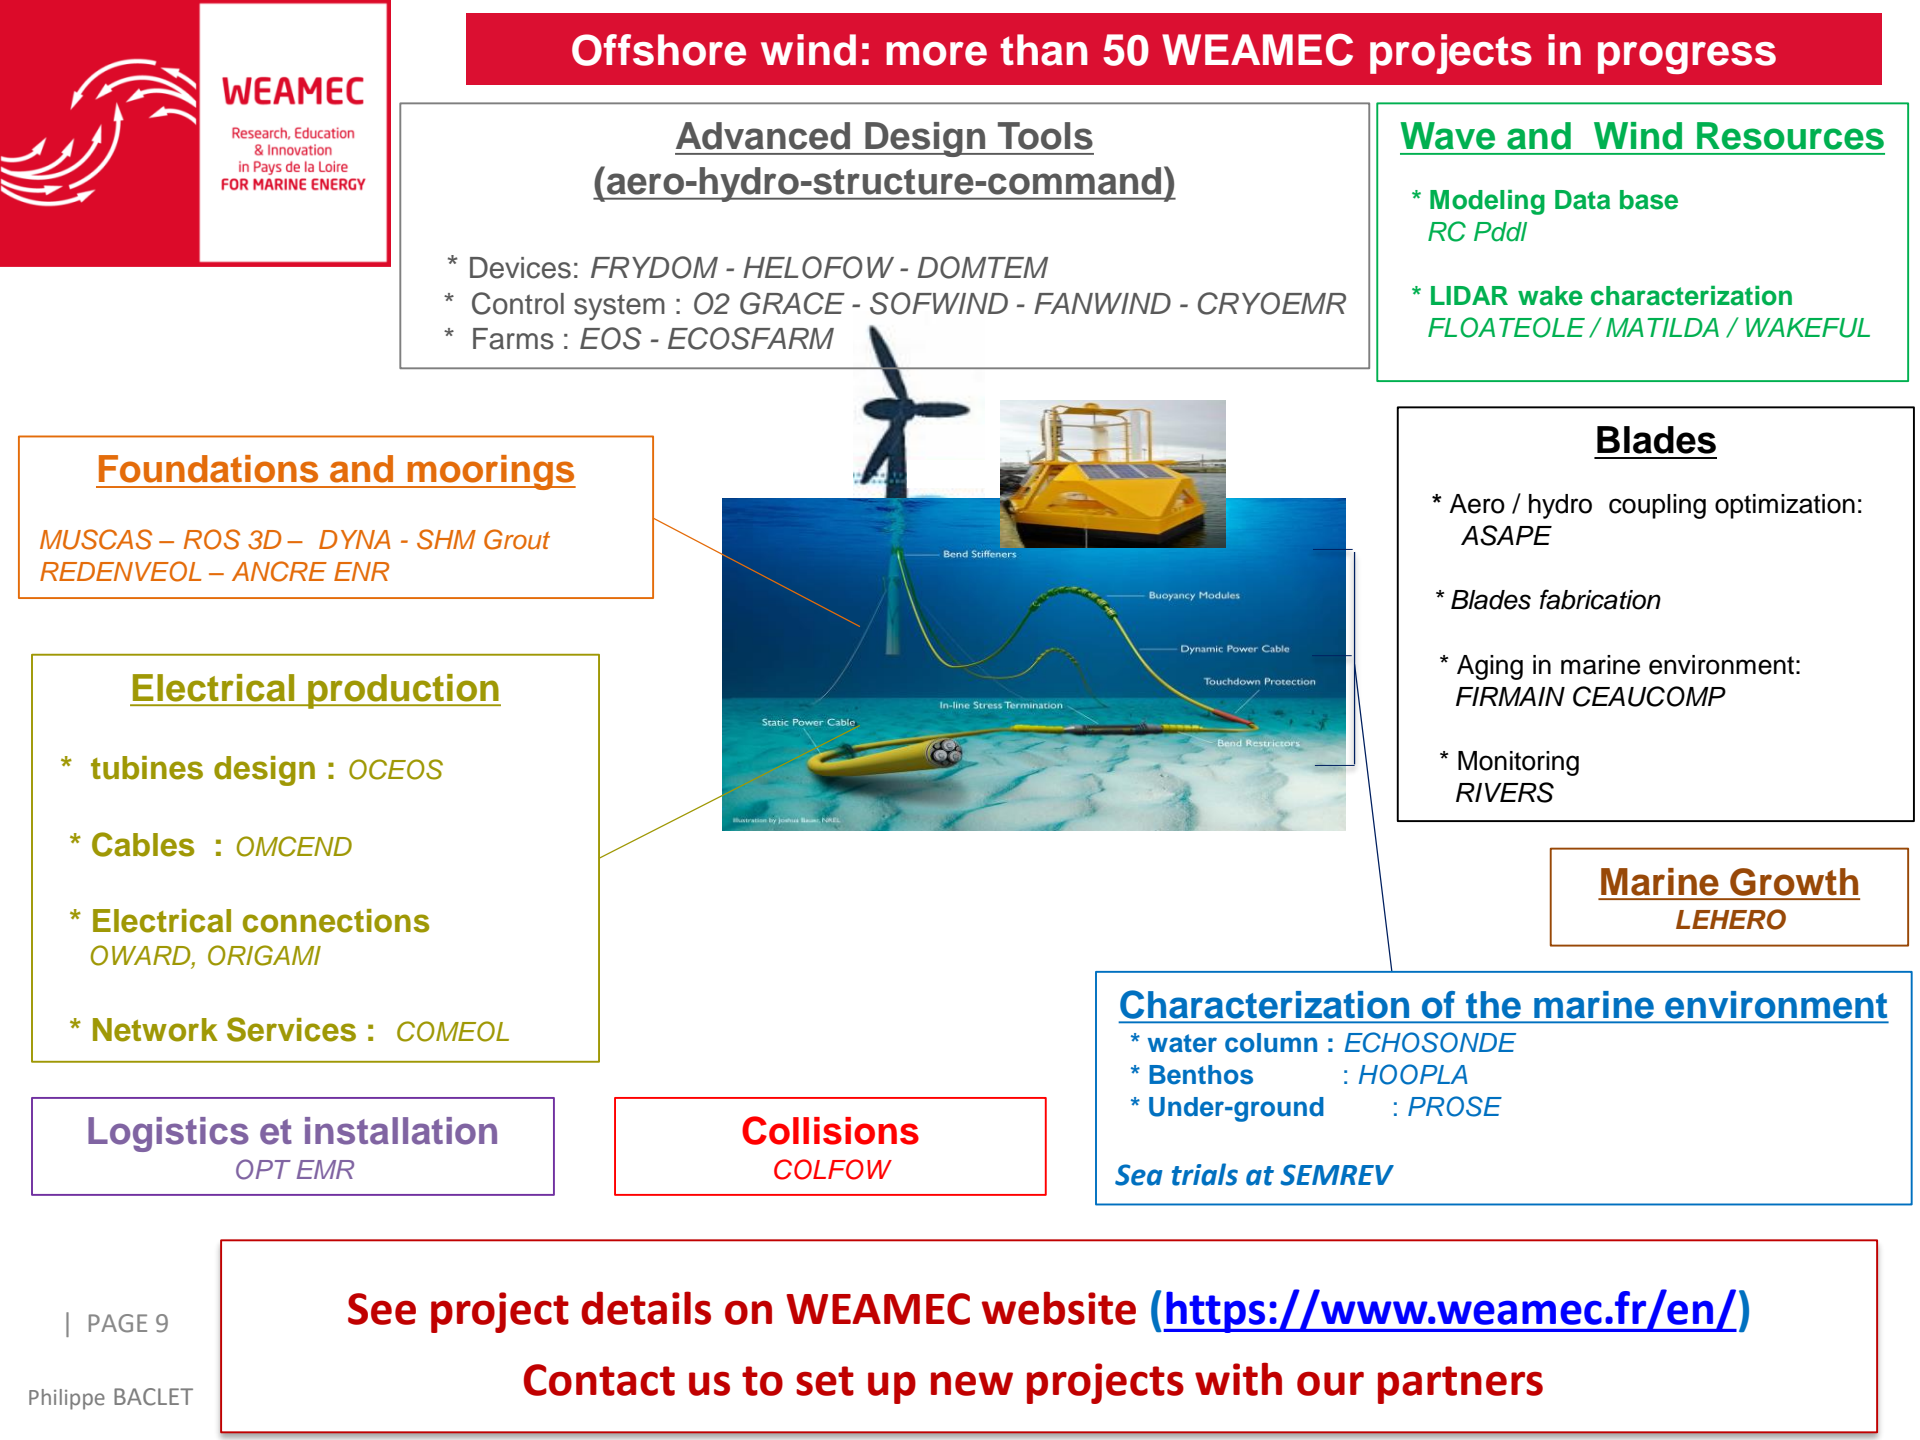 Offshore wind: more than 50 WEAMEC projects in progress
WEAMEC
Research, Education
& Innovation
in Pays de la Loire
FOR MARINE ENERGY
Advanced Design Tools
(aero-hydro-structure-command)
* Devices: FRYDOM - HELOFOW - DOMTEM
* Control system : O2 GRACE - SOFWIND - FANWIND - CRYOEMR
* Farms : EOS - ECOSFARM
Wave and Wind Resources
* Modeling Data base
RC Pddl
* LIDAR wake characterization
FLOATEOLE / MATILDA / WAKEFUL
Foundations and moorings
MUSCAS – ROS 3D – DYNA - SHM Grout
REDENVEOL – ANCRE ENR
Bend Stiffeners
Buoyancy Modules
Dynamic Power Cable
Touchdown Protection
In-line Stress Termination
Static Power Cable
Bend Restrictors
Illustration by Joshua Bauer, NREL
Blades
* Aero / hydro coupling optimization:
ASAPE
* Blades fabrication
* Aging in marine environment:
FIRMAIN CEAUCOMP
* Monitoring
RIVERS
Electrical production
* tubines design : OCEOS
* Cables : OMCEND
* Electrical connections
OWARD, ORIGAMI
* Network Services : COMEOL
Marine Growth
LEHERO
Characterization of the marine environment
* water column : ECHOSONDE
* Benthos : HOOPLA
* Under-ground : PROSE
Sea trials at SEMREV
Logistics et installation
OPT EMR
Collisions
COLFOW
See project details on WEAMEC website (https://www.weamec.fr/en/)
Contact us to set up new projects with our partners
| PAGE 9
Philippe BACLET